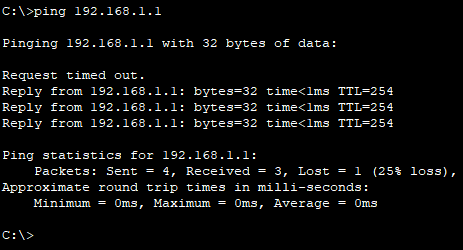 C:\>ping 192.168.1.1
Pinging 192.168.1.1 with 32 bytes of data:
Request timed out.
Reply from 192.168.1.1: bytes=32 time<1ms TTL=254
Reply from 192.168.1.1: bytes=32 time<1ms TTL=254
Reply from 192.168.1.1: bytes=32 time<1ms TTL=254
Ping statistics for 192.168.1.1:
    Packets: Sent = 4, Received = 3, Lost = 1 (25% loss),
Approximate round trip times in milli-seconds:
    Minimum = 0ms, Maximum = 0ms, Average = 0ms
C:\>